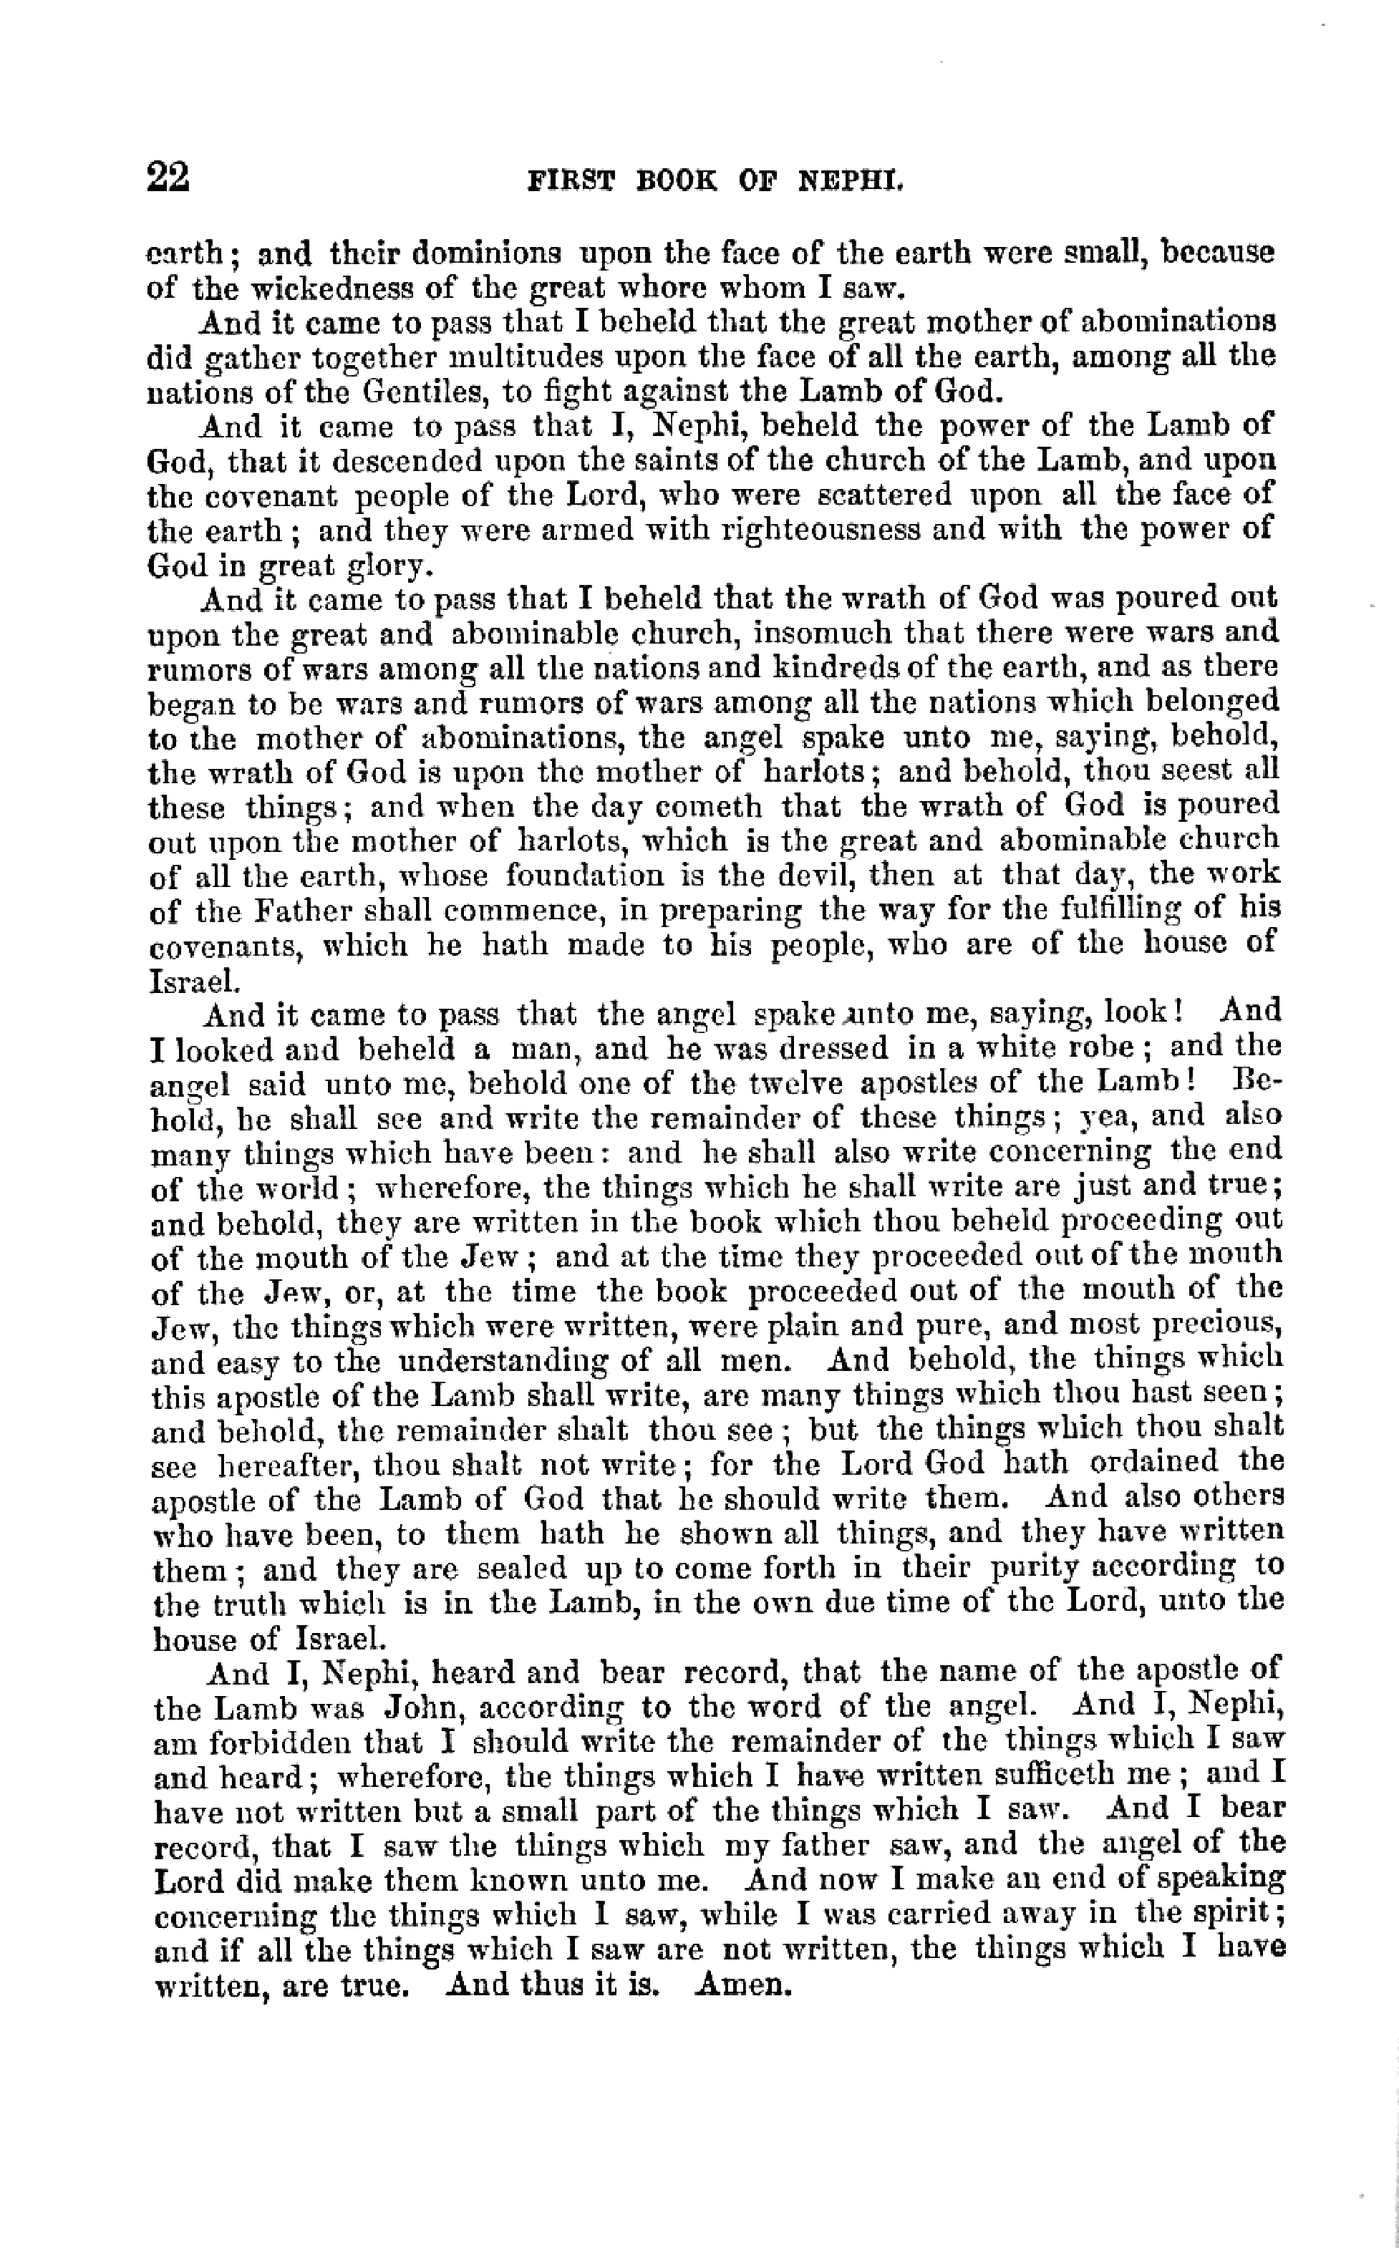 22 FIRST BOOK OF NEPHI.
earth; and their dominions upon the face of the earth were small, because
of the wickedness of the great whore whom I saw.
And it came to pass that I beheld that the great mother of abominations
did gather together multitudes upon the face of all the earth, among all the
nations of the Gentiles, to fight against the Lamb of God.
And it came to pass that I, Nephi, beheld the power of the Lamb of
God, that it descended upon the saints of the church of the Lamb, and upon
the covenant people of the Lord, who were scattered upon all the face of
the earth; and they were armed with righteousness and with the power of
God in great glory.
And it came to pass that I beheld that the wrath of God was poured out
upon the great and abominable church, insomuch that there were wars and
rumors of wars among all the nations and kindreds of the earth, and as there
began to be wars and rumors of wars among all the nations which belonged
to the mother of abominations, the angel spake unto me, saying, behold,
the wrath of God is upon the mother of harlots; and behold, thou seest all
these things; and when the day cometh that the wrath of God is poured
out upon the mother of harlots, which is the great and abominable church
of all the earth, whose foundation is the devil, then at that day, the work
of the Father shall commence, in preparing the way for the fulfilling of his
covenants, which he hath made to his people, who are of the house of
Israel.
And it came to pass that the angel spake unto me, saying, look! And
I looked and beheld a man, and he was dressed in a white robe; and the
angel said unto me, behold one of the twelve apostles of the Lamb! Be-
hold, he shall see and write the remainder of these things; yea, and also
many things which have been: and he shall also write concerning the end
of the world; wherefore, the things which he shall write are just and true;
and behold, they are written in the book which thou beheld proceeding out
of the mouth of the Jew; and at the time they proceeded out of the mouth
of the Jew, or, at the time the book proceeded out of the mouth of the
Jew, the things which were written, were plain and pure, and most precious,
and easy to the understanding of all men. And behold, the things which
this apostle of the Lamb shall write, are many things which thou hast seen;
and behold, the remainder shalt thou see; but the things which thou shalt
see hereafter, thou shalt not write; for the Lord God hath ordained the
apostle of the Lamb of God that he should write them. And also others
who have been, to them hath he shown all things, and they have written
them; and they are sealed up to come forth in their purity according to
the truth which is in the Lamb, in the own due time of the Lord, unto the
house of Israel.
And I, Nephi, heard and bear record, that the name of the apostle of
the Lamb was John, according to the word of the angel. And I, Nephi,
am forbidden that I should write the remainder of the things which I saw
and heard; wherefore, the things which I have written sufficeth me; and I
have not written but a small part of the things which I saw. And I bear
record, that I saw the things which my father saw, and the angel of the
Lord did make them known unto me. And now I make an end of speaking
concerning the things which I saw, while I was carried away in the spirit;
and if all the things which I saw are not written, the things which I have
written, are true. And thus it is. Amen.